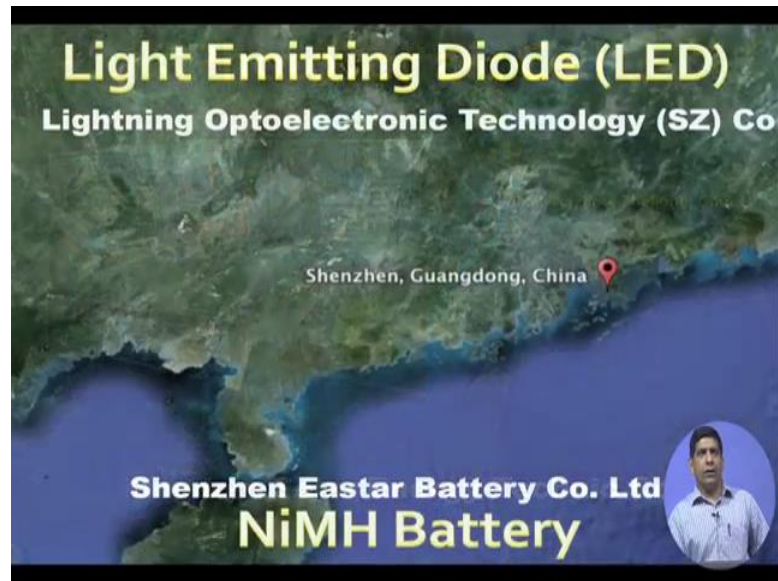 Light Emitting Diode (LED)
Lightning Optoelectronic Technology (SZ) Co
Shenzhen, Guangdong, China
Shenzhen Eastar Battery Co. Ltd
NiMH Battery